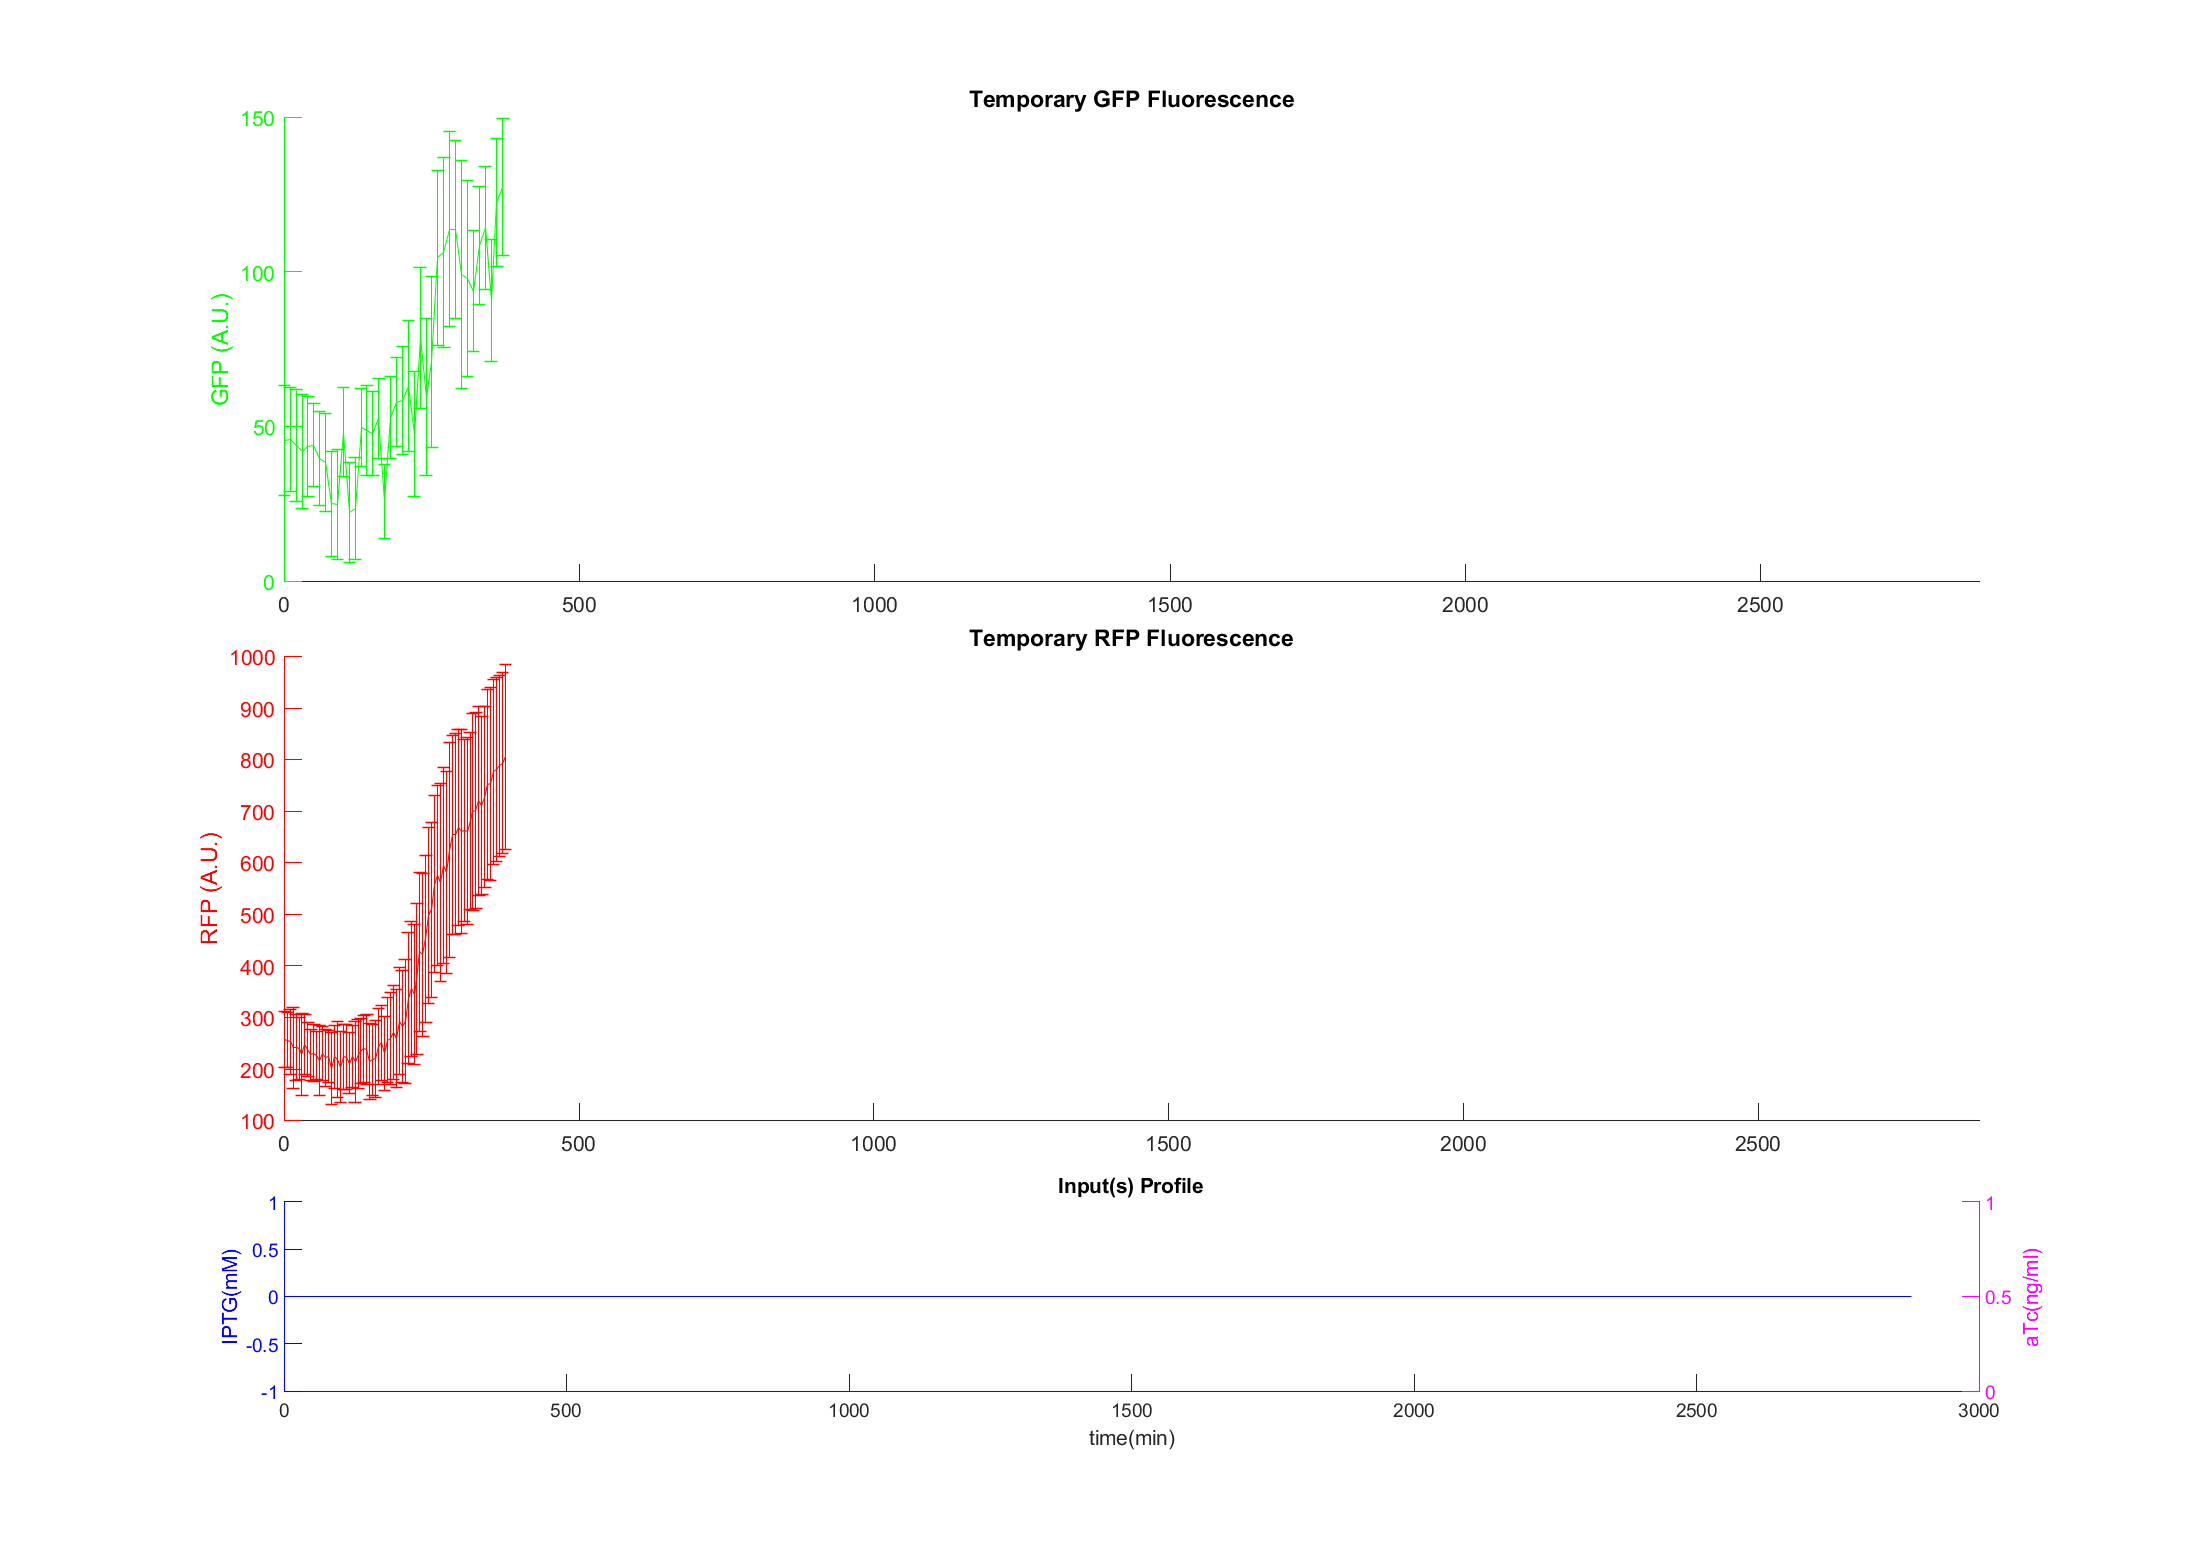 Temporary GFP Fluorescence
150
100
50
0
GFP (A.U.)
0 500 1000 1500 2000 2500
Temporary RFP Fluorescence
1000
900
800
700
600
500
400
300
200
100
RFP (A.U.)
0 500 1000 1500 2000 2500
Input(s) Profile
1
0.5
0
-0.5
-1
IPTG(mM)
1
0.5
0
aTc(ng/ml)
0 500 1000 1500 2000 2500 3000
time(min)